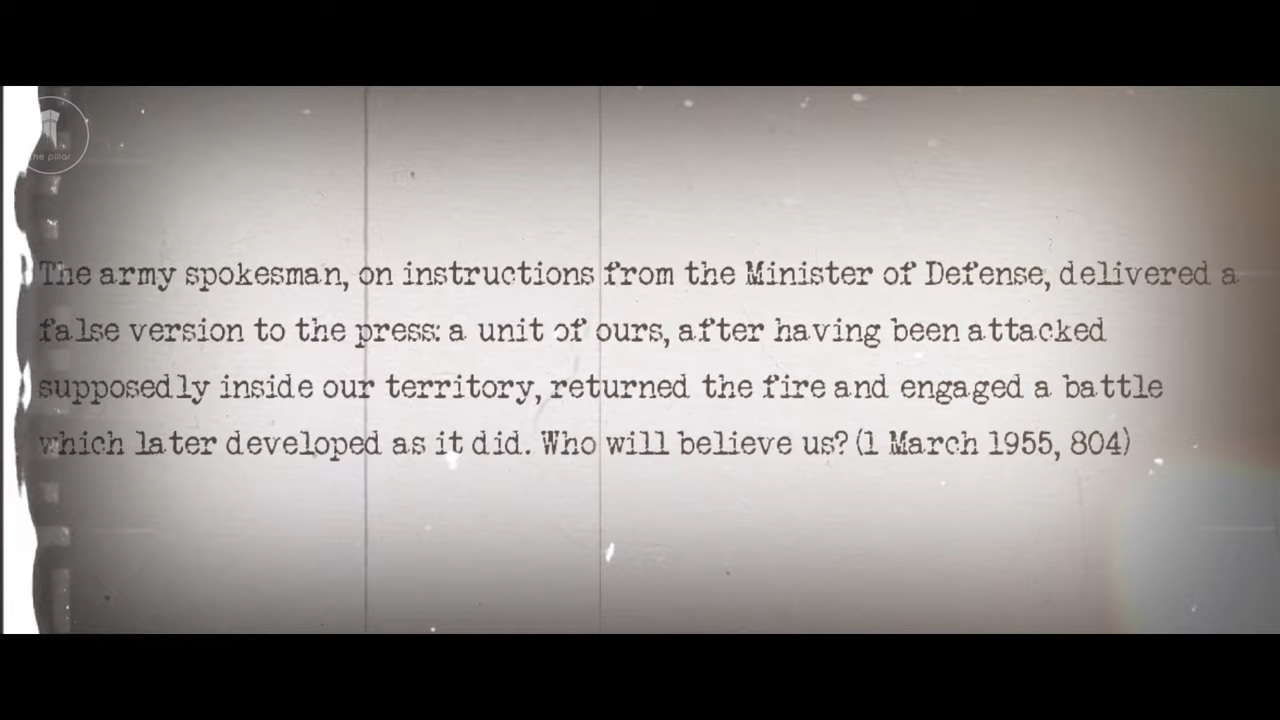 the pillar
The army spokesman, on instructions from the Minister of Defense, delivered a
false version to the press: a unit of ours, after having been attacked
supposedly inside our territory, returned the fire and engaged a battle
which later developed as it did. Who will believe us? (1 March 1955, 804)